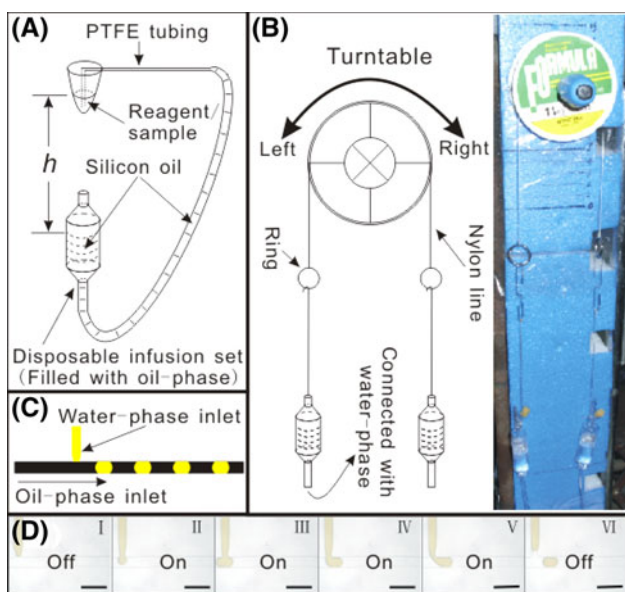 (A)
PTFE tubing
Reagent
sample
h
Silicon oil
Disposable infusion set
(Filled with oil-phase)
(B)
Turntable
Left
Right
Ring
Nylon line
Connected with
water-phase
FORMULA
(C)
Water-phase inlet
Oil-phase inlet
(D)
I
Off
II
On
III
On
IV
On
V
On
VI
Off